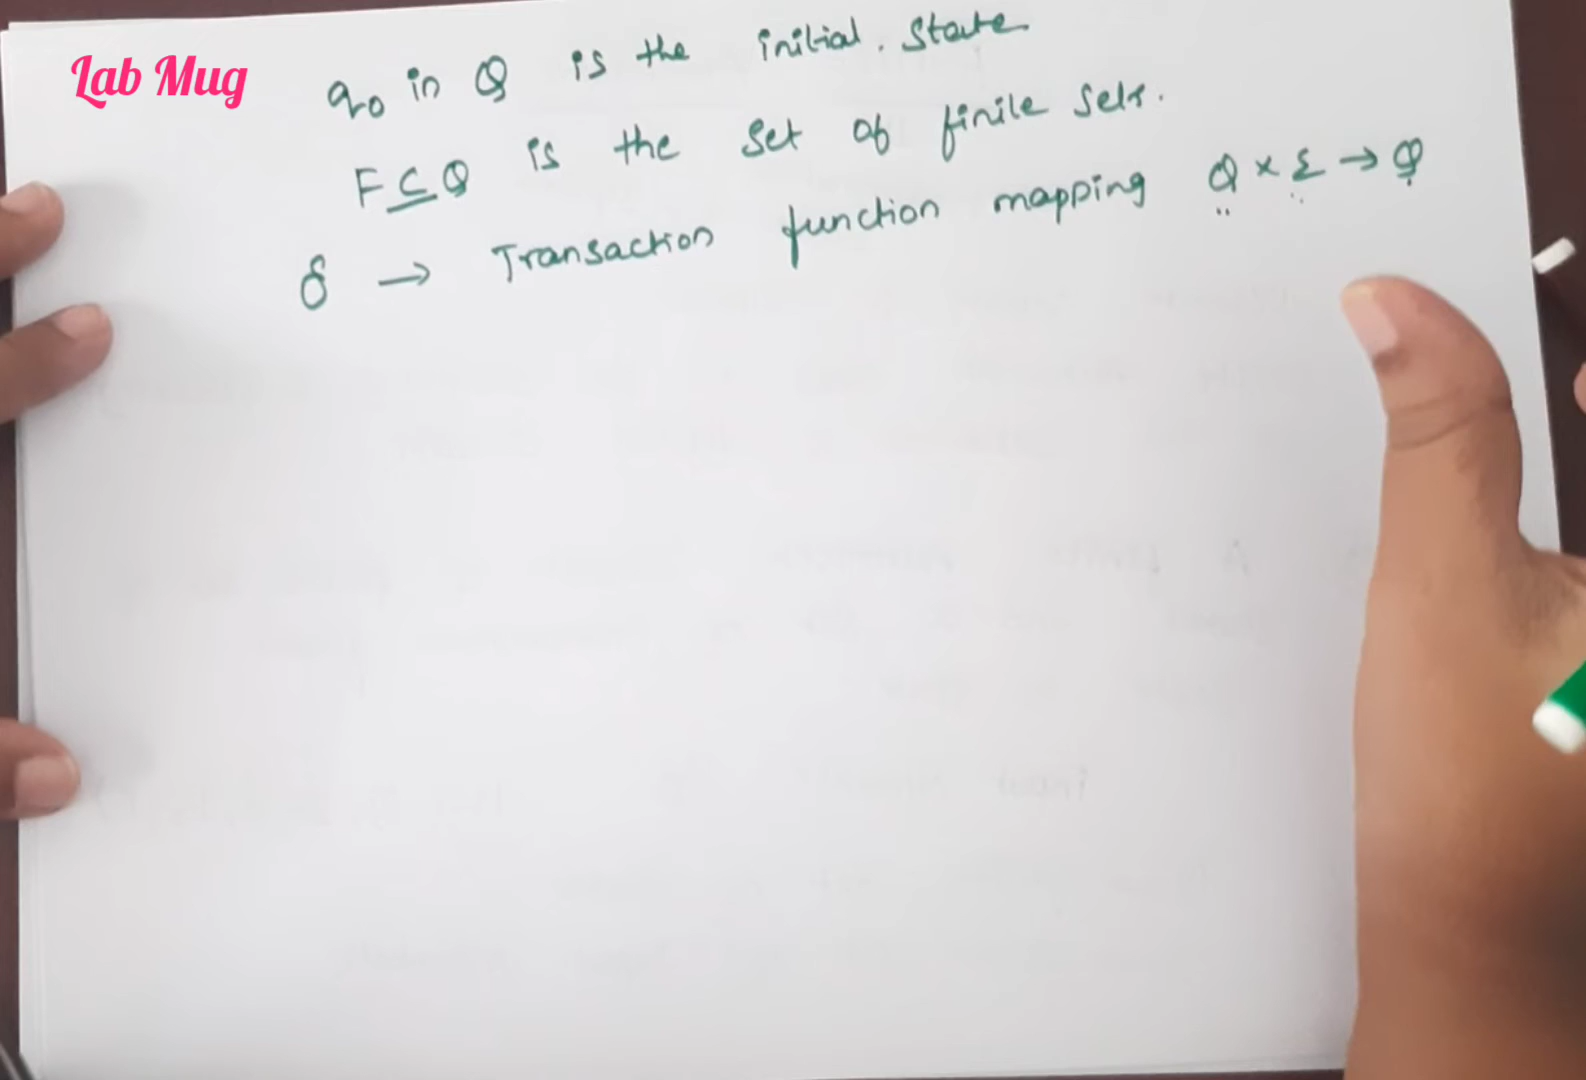 Lab Mug
q₀ in Q is the initial. state
F ⊆ Q is the set of finite sets.
δ → Transaction function mapping Q × Σ → Q